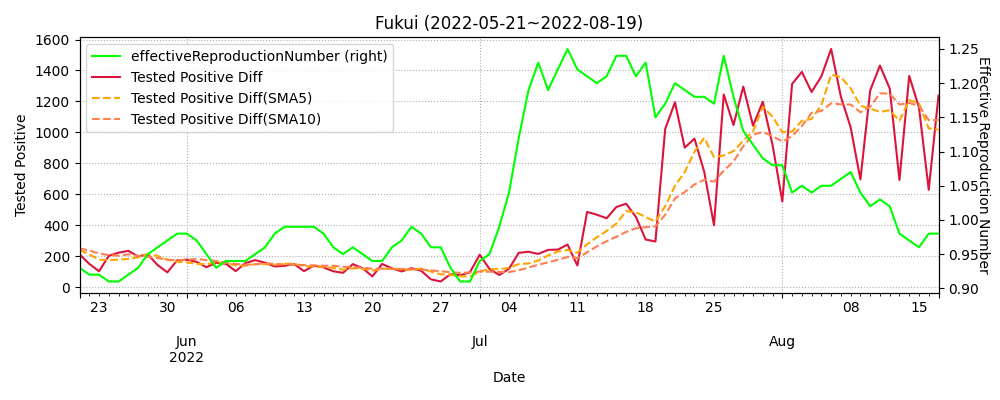 Fukui (2022-05-21~2022-08-19)
effectiveReproductionNumber (right)
Tested Positive Diff
Tested Positive Diff(SMA5)
Tested Positive Diff(SMA10)
Tested Positive
1600
1400
1200
1000
800
600
400
200
0
Effective Reproduction Number
1.25
1.20
1.15
1.10
1.05
1.00
0.95
0.90
23 30 06 13 20 27 04 11 18 25 08 15
Jun Jul Aug
2022
Date